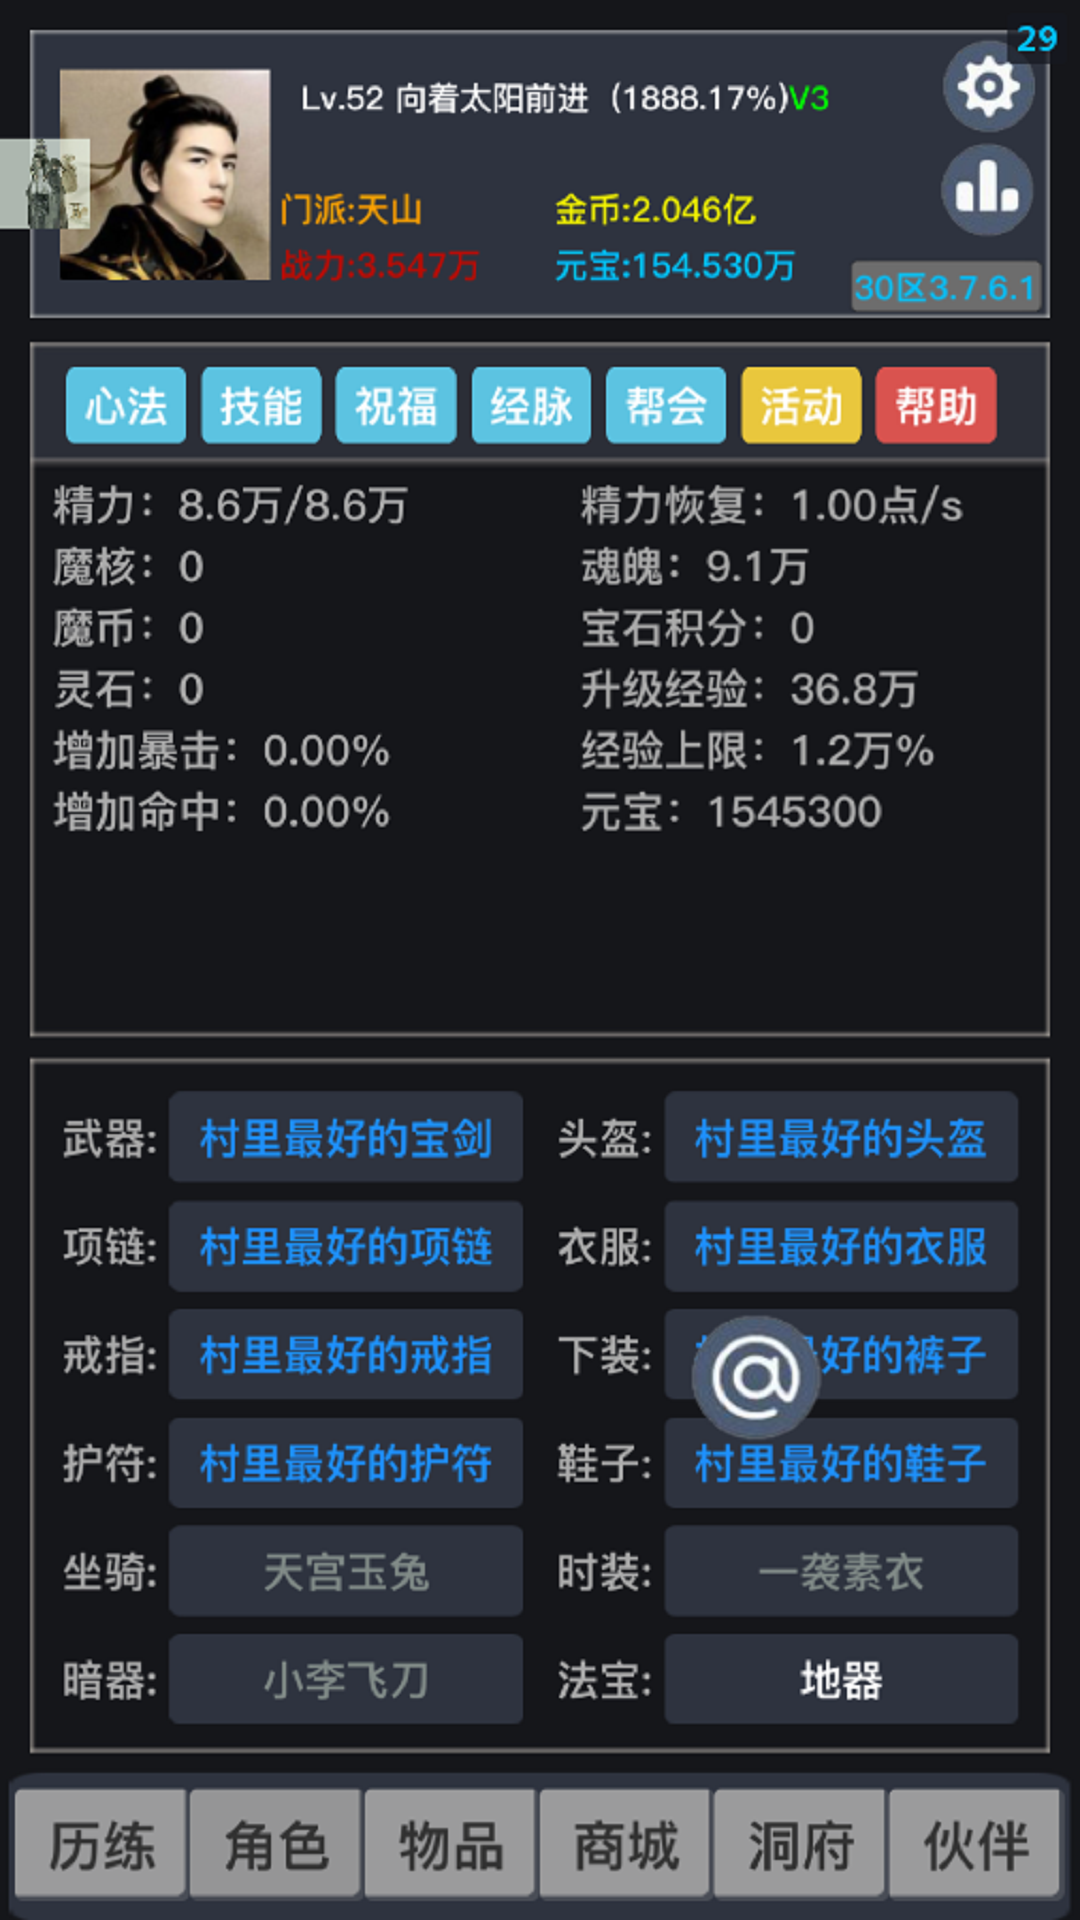 29
Lv.52 向着太阳前进 (1888.17%)V3
门派:天山 金币:2.046亿
战力:3.547万 元宝:154.530万
30区3.7.6.1
心法 技能 祝福 经脉 帮会 活动 帮助
精力：8.6万/8.6万 精力恢复：1.00点/s
魔核：0 魂魄：9.1万
魔币：0 宝石积分：0
灵石：0 升级经验：36.8万
增加暴击：0.00% 经验上限：1.2万%
增加命中：0.00% 元宝：1545300
武器: 村里最好的宝剑 头盔: 村里最好的头盔
项链: 村里最好的项链 衣服: 村里最好的衣服
戒指: 村里最好的戒指 下装: @ 好的裤子
护符: 村里最好的护符 鞋子: 村里最好的鞋子
坐骑: 天宫玉兔 时装: 一袭素衣
暗器: 小李飞刀 法宝: 地器
历练 角色 物品 商城 洞府 伙伴